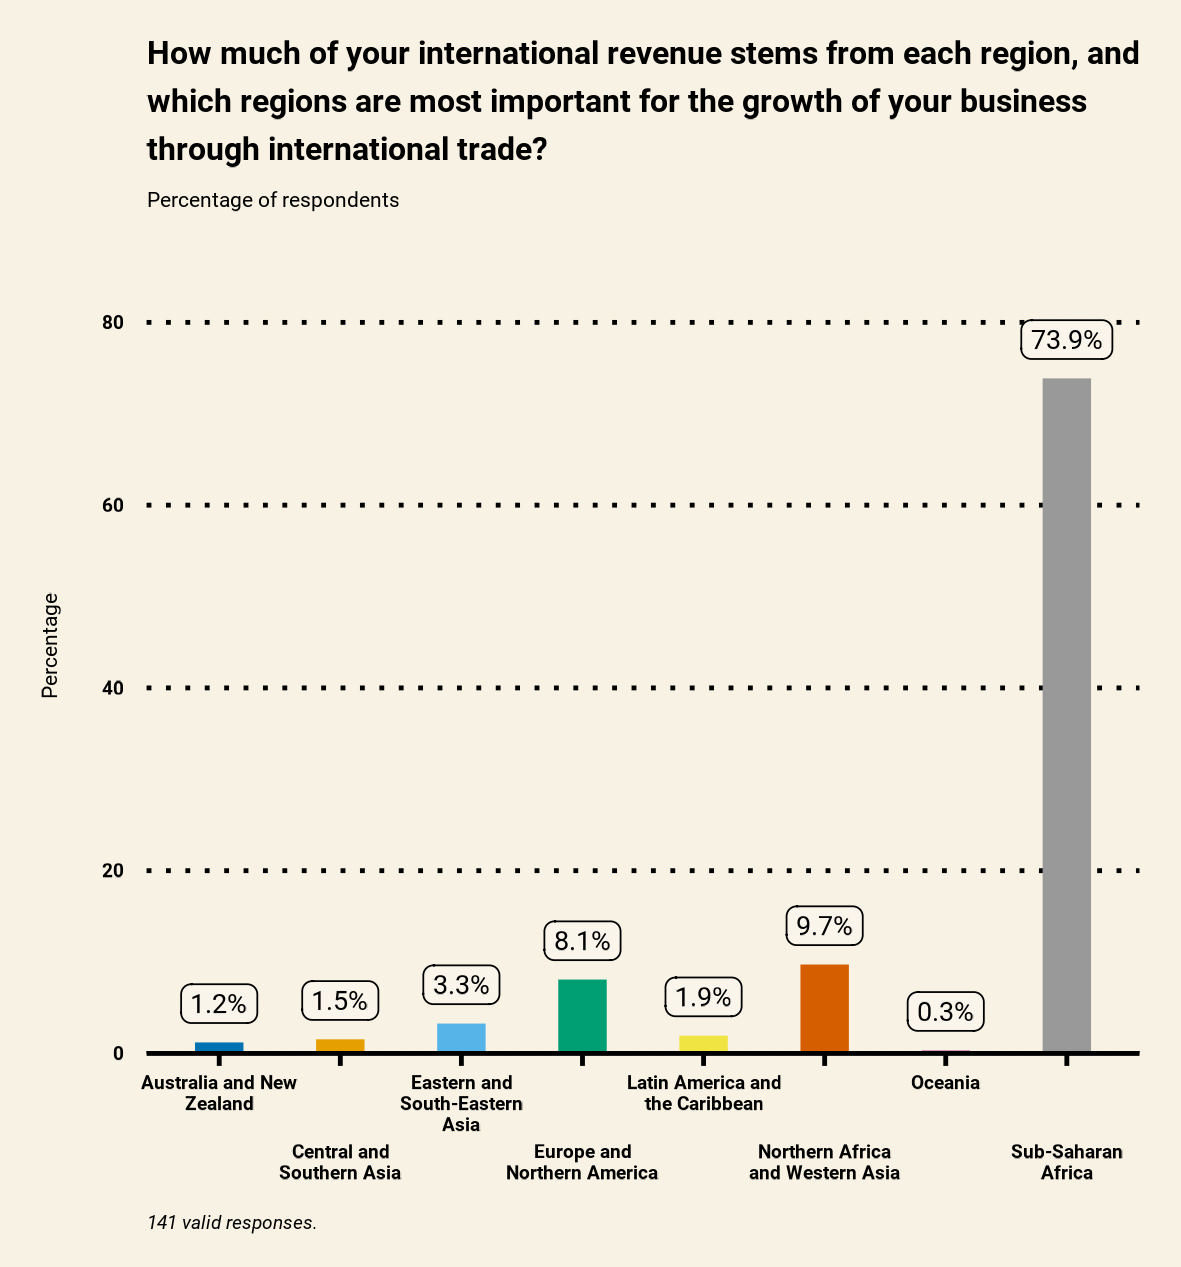 How much of your international revenue stems from each region, and
which regions are most important for the growth of your business
through international trade?
Percentage of respondents
80
73.9%
60
Percentage
40
20
9.7%
8.1%
3.3%
1.9%
1.5%
1.2%
0.3%
0
Australia and New
Zealand
Central and
Southern Asia
Eastern and
South-Eastern
Asia
Europe and
Northern America
Latin America and
the Caribbean
Northern Africa
and Western Asia
Oceania
Sub-Saharan
Africa
141 valid responses.